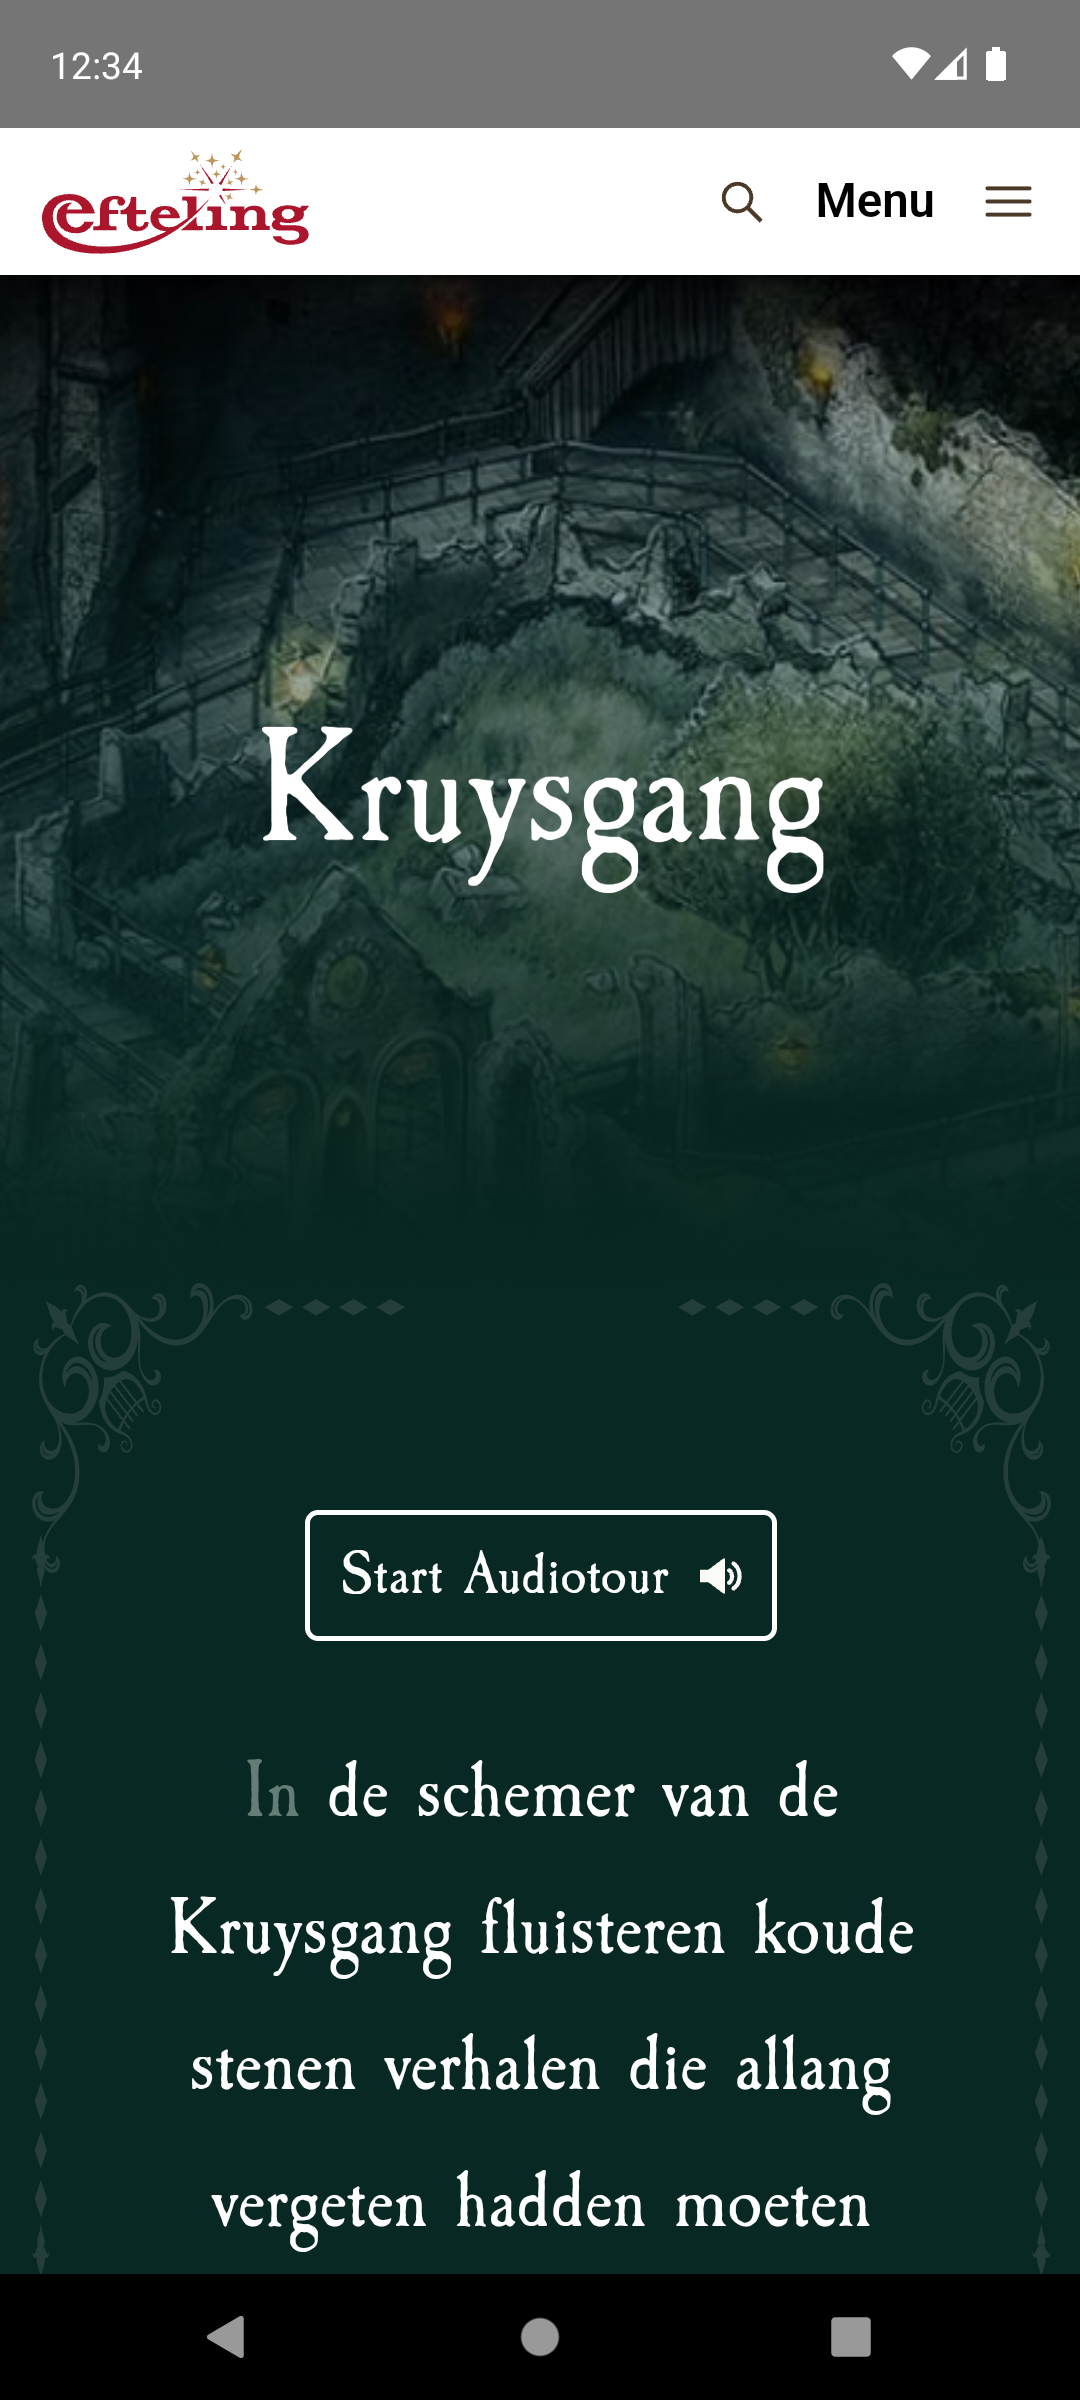 12:34
efteling
Menu
Kruysgang
Start Audiotour
In de schemer van de
Kruysgang fluisteren koude
stenen verhalen die allang
vergeten hadden moeten